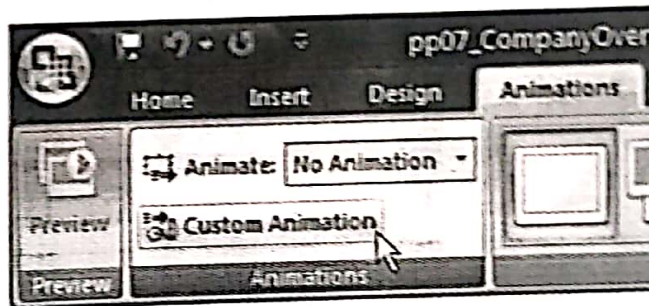 pp07_CompanyOver
Home Insert Design Animations
Animate: No Animation
Custom Animation
Preview
Preview Animations